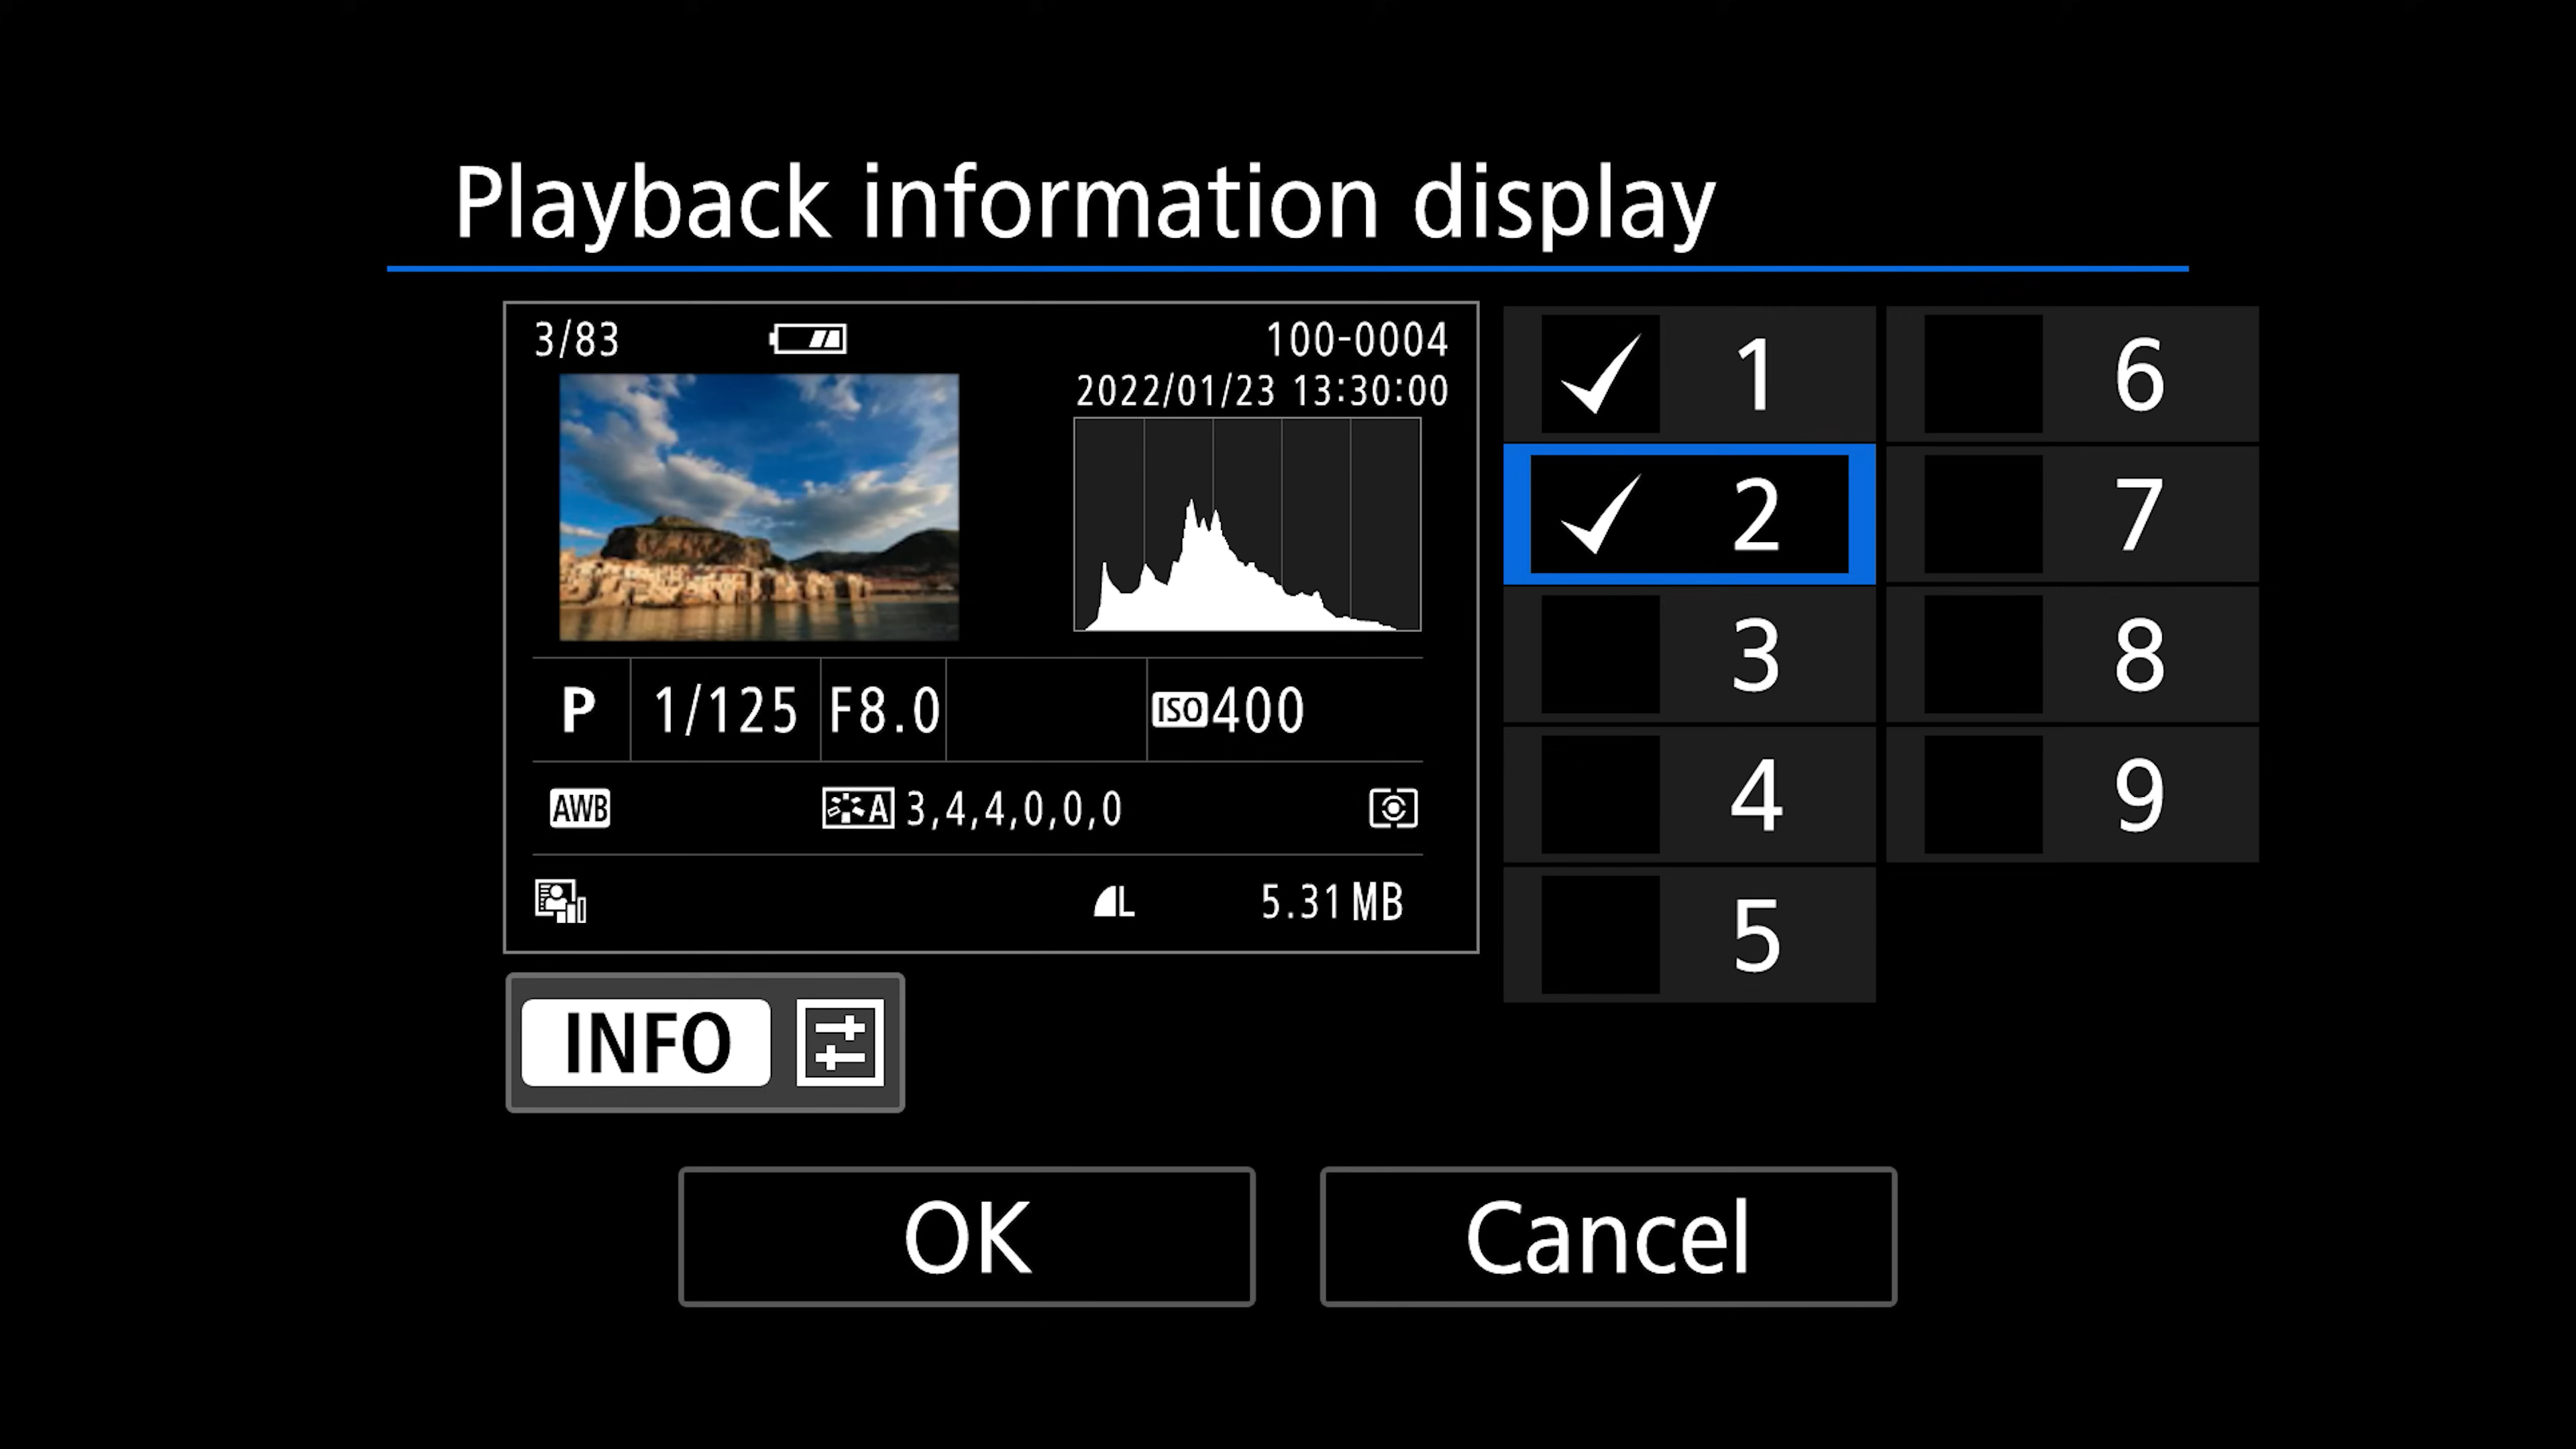 Playback information display
3/83
100-0004
2022/01/23 13:30:00
P 1/125 F8.0 ISO 400
AWB A 3,4,4,0,0,0
L 5.31 MB
1
2
3
4
5
6
7
8
9
INFO
OK
Cancel